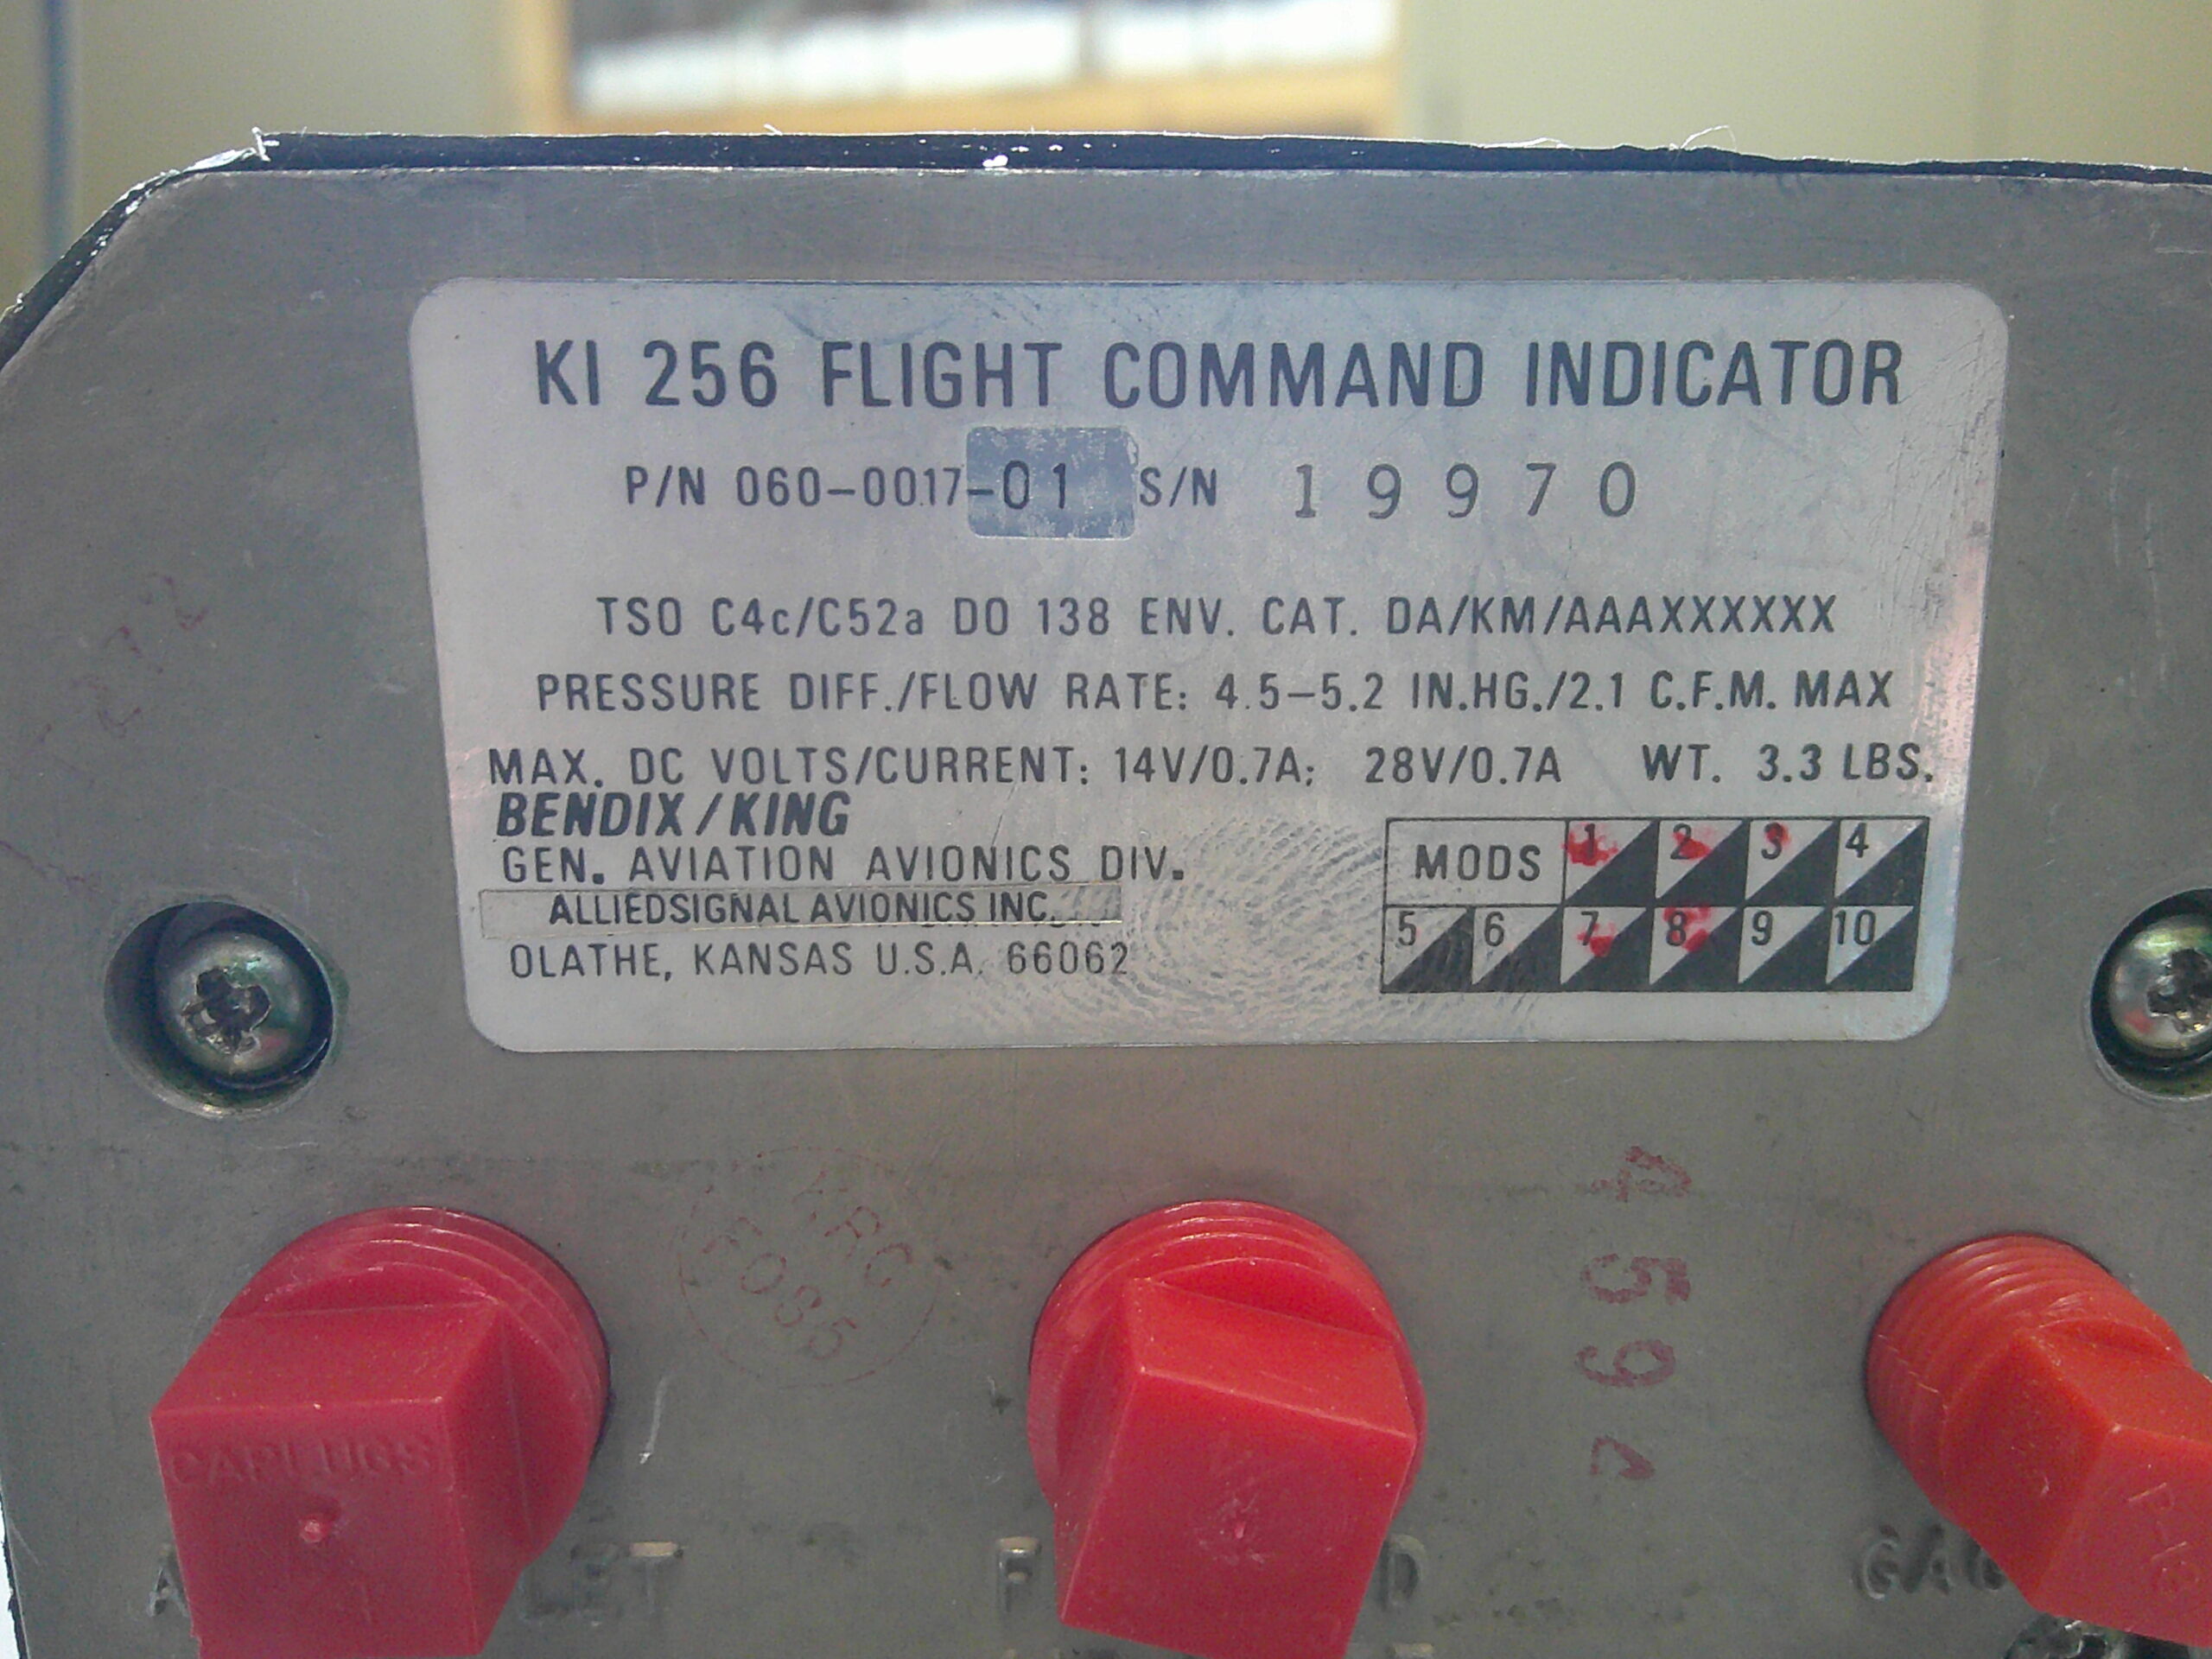 KI 256 FLIGHT COMMAND INDICATOR
P/N 060-0017-01 S/N 19970
TSO C4c/C52a DO 138 ENV. CAT. DA/KM/AAAXXXXXX
PRESSURE DIFF./FLOW RATE: 4.5-5.2 IN.HG./2.1 C.F.M. MAX
MAX. DC VOLTS/CURRENT: 14V/0.7A; 28V/0.7A WT. 3.3 LBS.
BENDIX/KING
GEN. AVIATION AVIONICS DIV.
ALLIEDSIGNAL AVIONICS INC.
OLATHE, KANSAS U.S.A. 66062
MODS 1 2 3 4
5 6 7 8 9 10
CAPLUGS